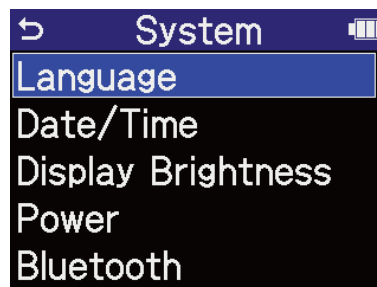 System
Language
Date/Time
Display Brightness
Power
Bluetooth